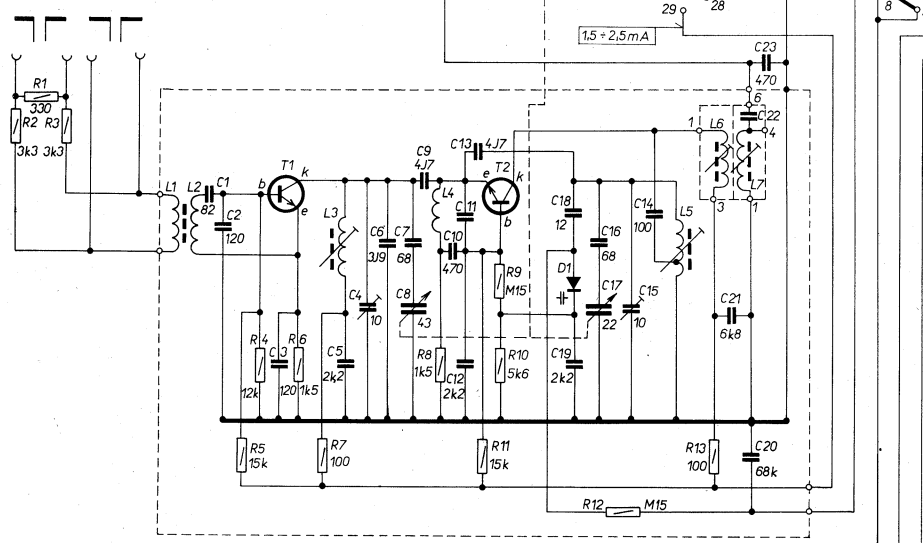 29
28
8
1,5÷2,5mA
C23
470
R1
330
R2
R3
3k3
3k3
6
C22
1
L6
4
C13
4J7
T2
C9
4J7
T1
k
e
k
L1
L2
C1
b
82
e
L4
C11
b
L7
3
1
C2
120
L3
C6
3J9
C7
68
C10
470
C18
12
C16
68
C14
100
L5
R9
M15
D1
C4
10
C8
43
C17
22
C15
10
C21
6k8
R4
12k
C3
120
R6
1k5
C5
2k2
R8
1k5
C12
2k2
R10
5k6
C19
2k2
R5
15k
R7
100
R11
15k
R13
100
C20
68k
R12
M15